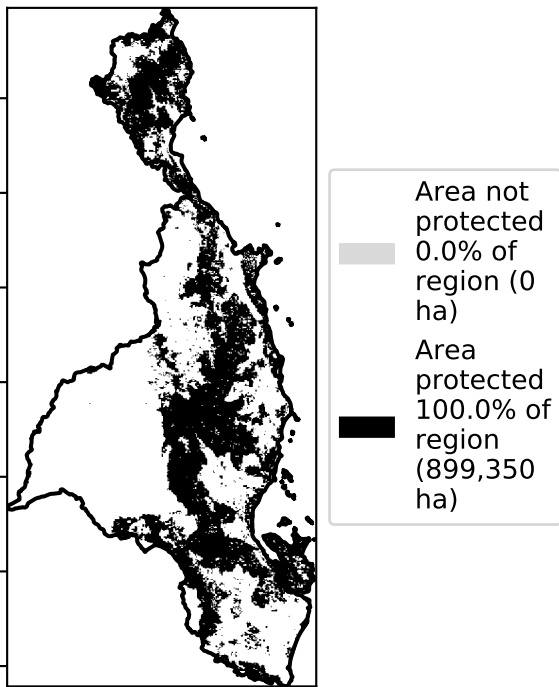 Area not
protected
0.0% of
region (0
ha)
Area
protected
100.0% of
region
(899,350
ha)